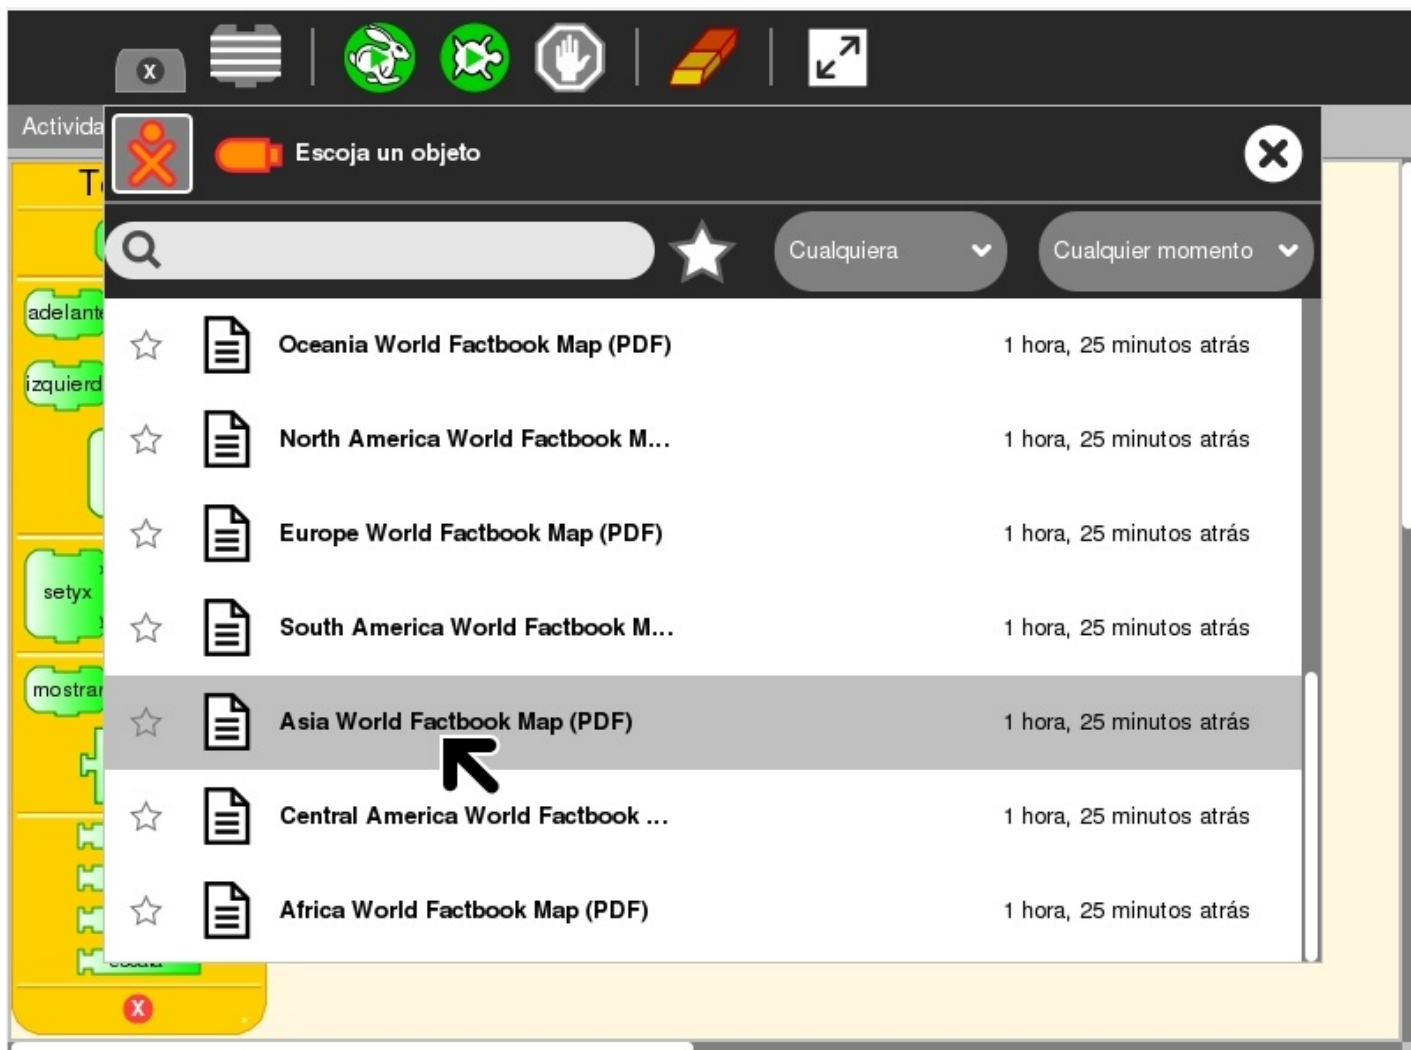 X
Activida
Escoja un objeto
Cualquiera
Cualquier momento
adelante
izquierd
setyx
mostrar
Oceania World Factbook Map (PDF) 1 hora, 25 minutos atrás
North America World Factbook M... 1 hora, 25 minutos atrás
Europe World Factbook Map (PDF) 1 hora, 25 minutos atrás
South America World Factbook M... 1 hora, 25 minutos atrás
Asia World Factbook Map (PDF) 1 hora, 25 minutos atrás
Central America World Factbook ... 1 hora, 25 minutos atrás
Africa World Factbook Map (PDF) 1 hora, 25 minutos atrás
X